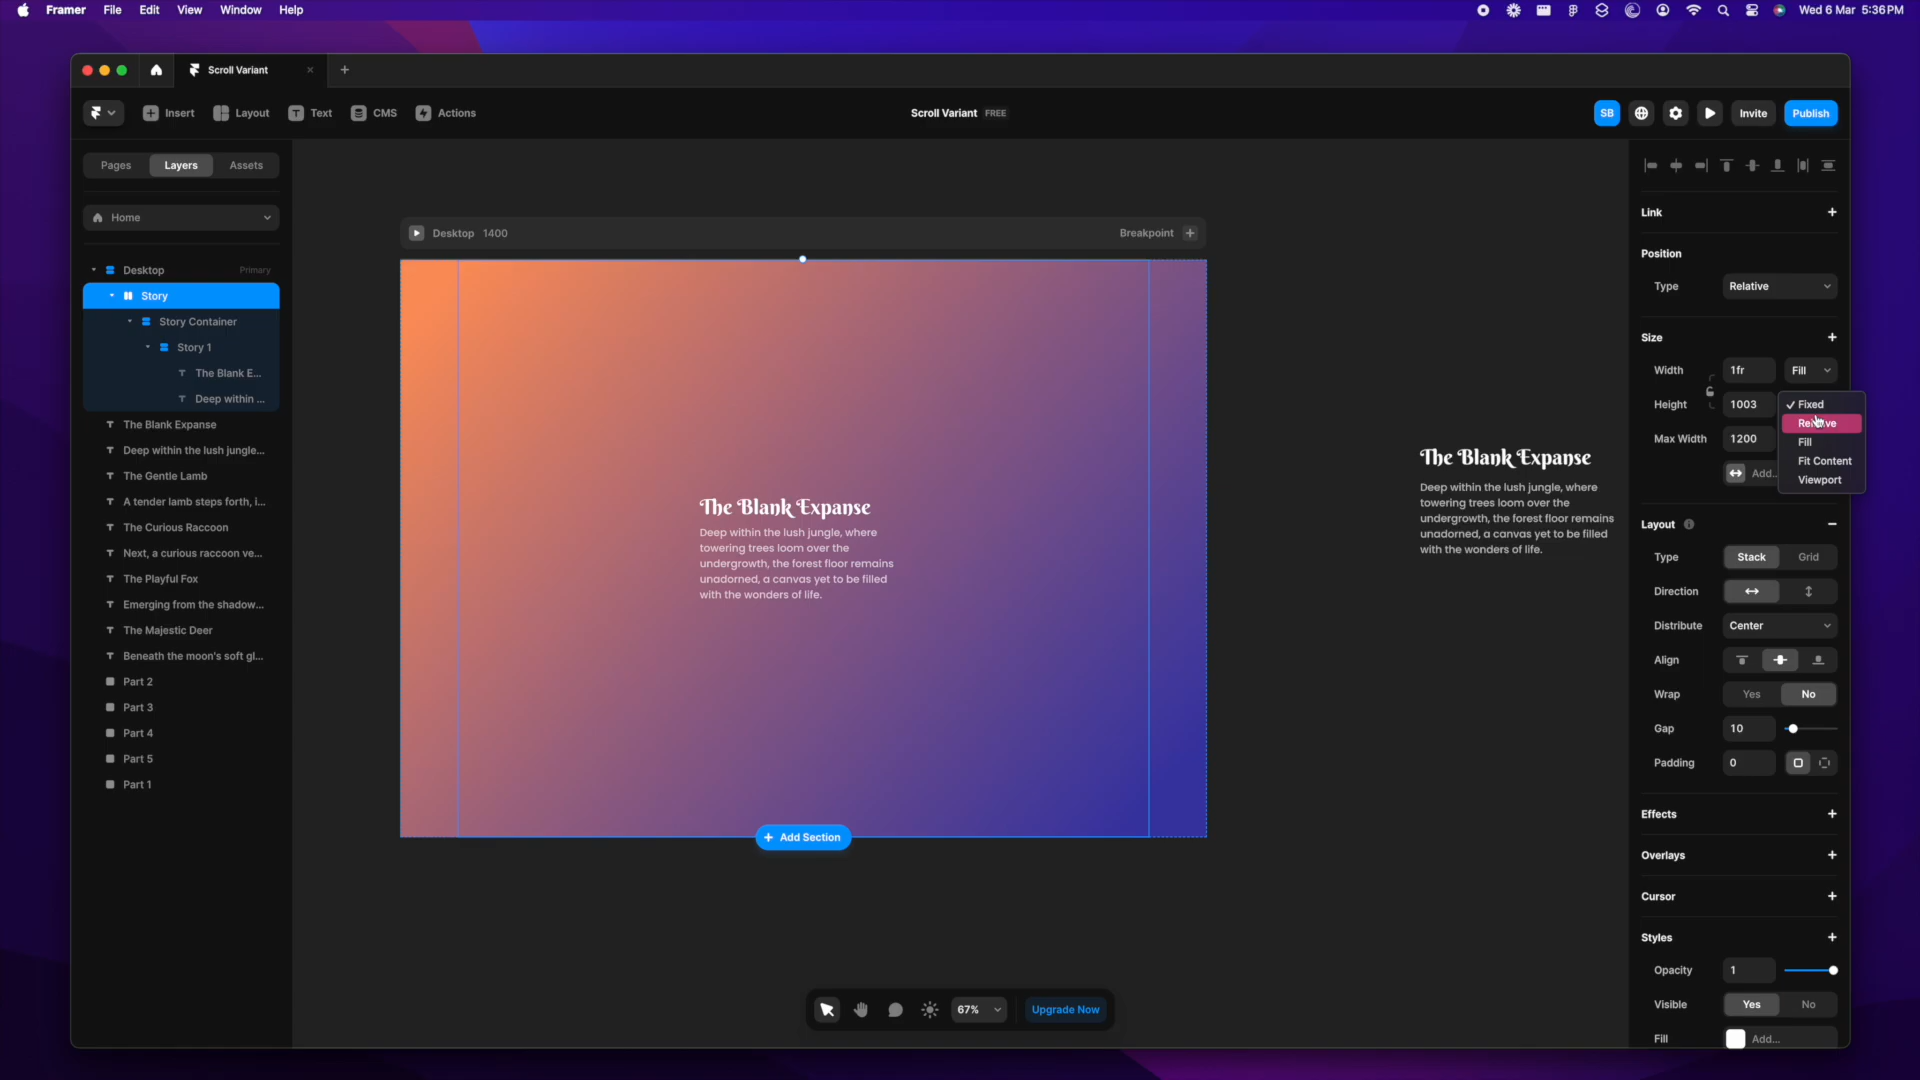 Framer File Edit View Window Help
Wed 6 Mar 5:36PM
Scroll Variant
Insert Layout Text CMS Actions
Scroll Variant FREE
SB Invite Publish
Pages Layers Assets
Home
Desktop Primary
Story
Story Container
Story 1
The Blank E...
Deep within ...
The Blank Expanse
Deep within the lush jungle...
The Gentle Lamb
A tender lamb steps forth, i...
The Curious Raccoon
Next, a curious raccoon ve...
The Playful Fox
Emerging from the shadow...
The Majestic Deer
Beneath the moon's soft gl...
Part 2
Part 3
Part 4
Part 5
Part 1
Desktop 1400
Breakpoint
The Blank Expanse
Deep within the lush jungle, where
towering trees loom over the
undergrowth, the forest floor remains
unadorned, a canvas yet to be filled
with the wonders of life.
Add Section
The Blank Expanse
Deep within the lush jungle, where
towering trees loom over the
undergrowth, the forest floor remains
unadorned, a canvas yet to be filled
with the wonders of life.
67%
Upgrade Now
Link
Position
Type Relative
Size
Width 1fr Fill
Height 1003
Max Width 1200
Add...
Fixed
Fill
Fit Content
Viewport
Layout
Type Stack Grid
Direction
Distribute Center
Align
Wrap Yes No
Gap 10
Padding 0
Effects
Overlays
Cursor
Styles
Opacity 1
Visible Yes No
Fill Add...